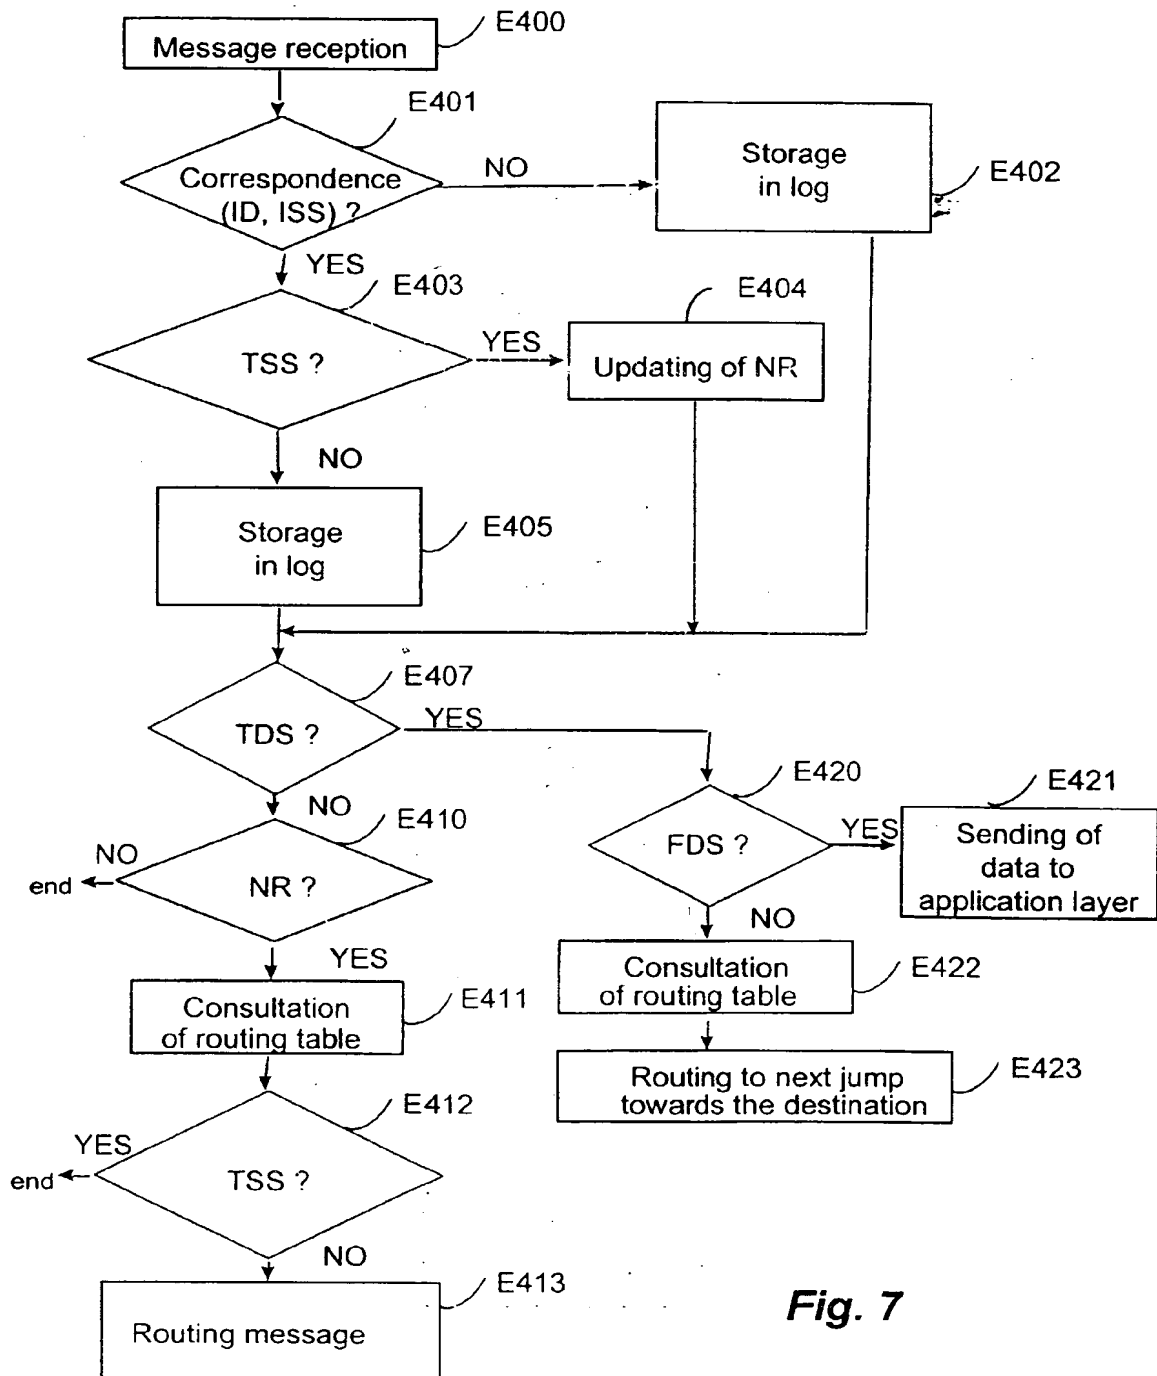 Message reception
E400
E401
Correspondence
(ID, ISS) ?
NO
Storage
in log
E402
YES
E403
TSS ?
YES
E404
Updating of NR
NO
Storage
in log
E405
E407
TDS ?
YES
NO
E410
NO
end
NR ?
E420
FDS ?
YES
E421
Sending of
data to
application layer
YES
NO
Consultation
of routing table
E411
Consultation
of routing table
E422
Routing to next jump
towards the destination
E423
E412
YES
end
TSS ?
NO
E413
Routing message
Fig. 7